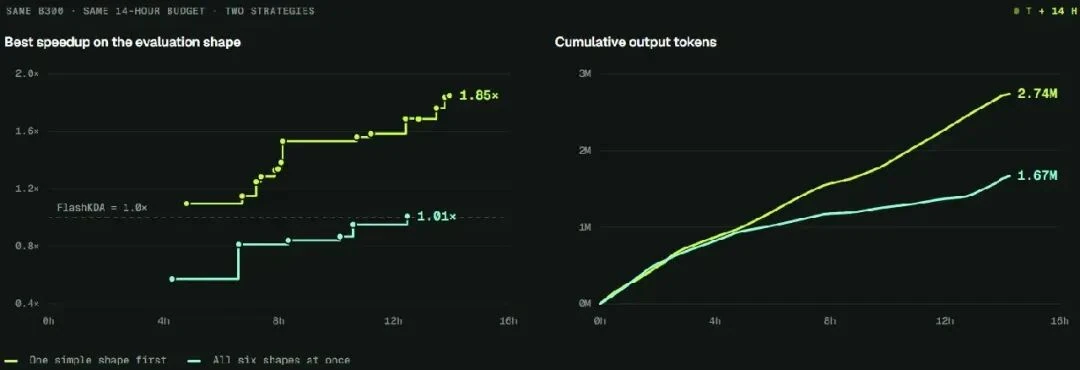 SANE B300 · SAME 14-HOUR BUDGET · TWO STRATEGIES
T + 14 H
Best speedup on the evaluation shape
2.0×
1.6×
1.2×
0.8×
0.4×
FlashKDA = 1.0×
1.85×
1.01×
0h
4h
8h
12h
16h
Cumulative output tokens
3M
2M
1M
0M
2.74M
1.67M
0h
4h
8h
12h
16h
One simple shape first
All six shapes at once